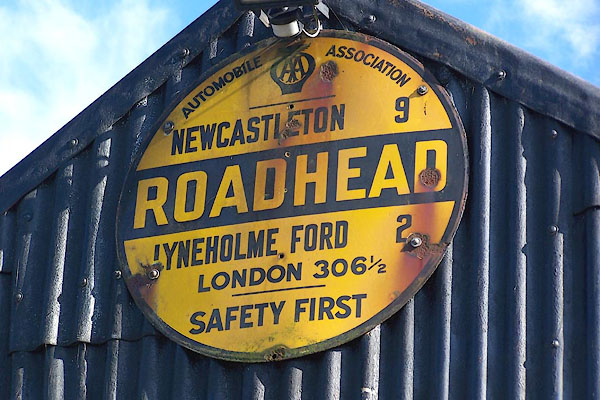 AUTOMOBILE AA ASSOCIATION
NEWCASTLETON 9
ROADHEAD
LYNEHOLME FORD 2
LONDON 306½
SAFETY FIRST